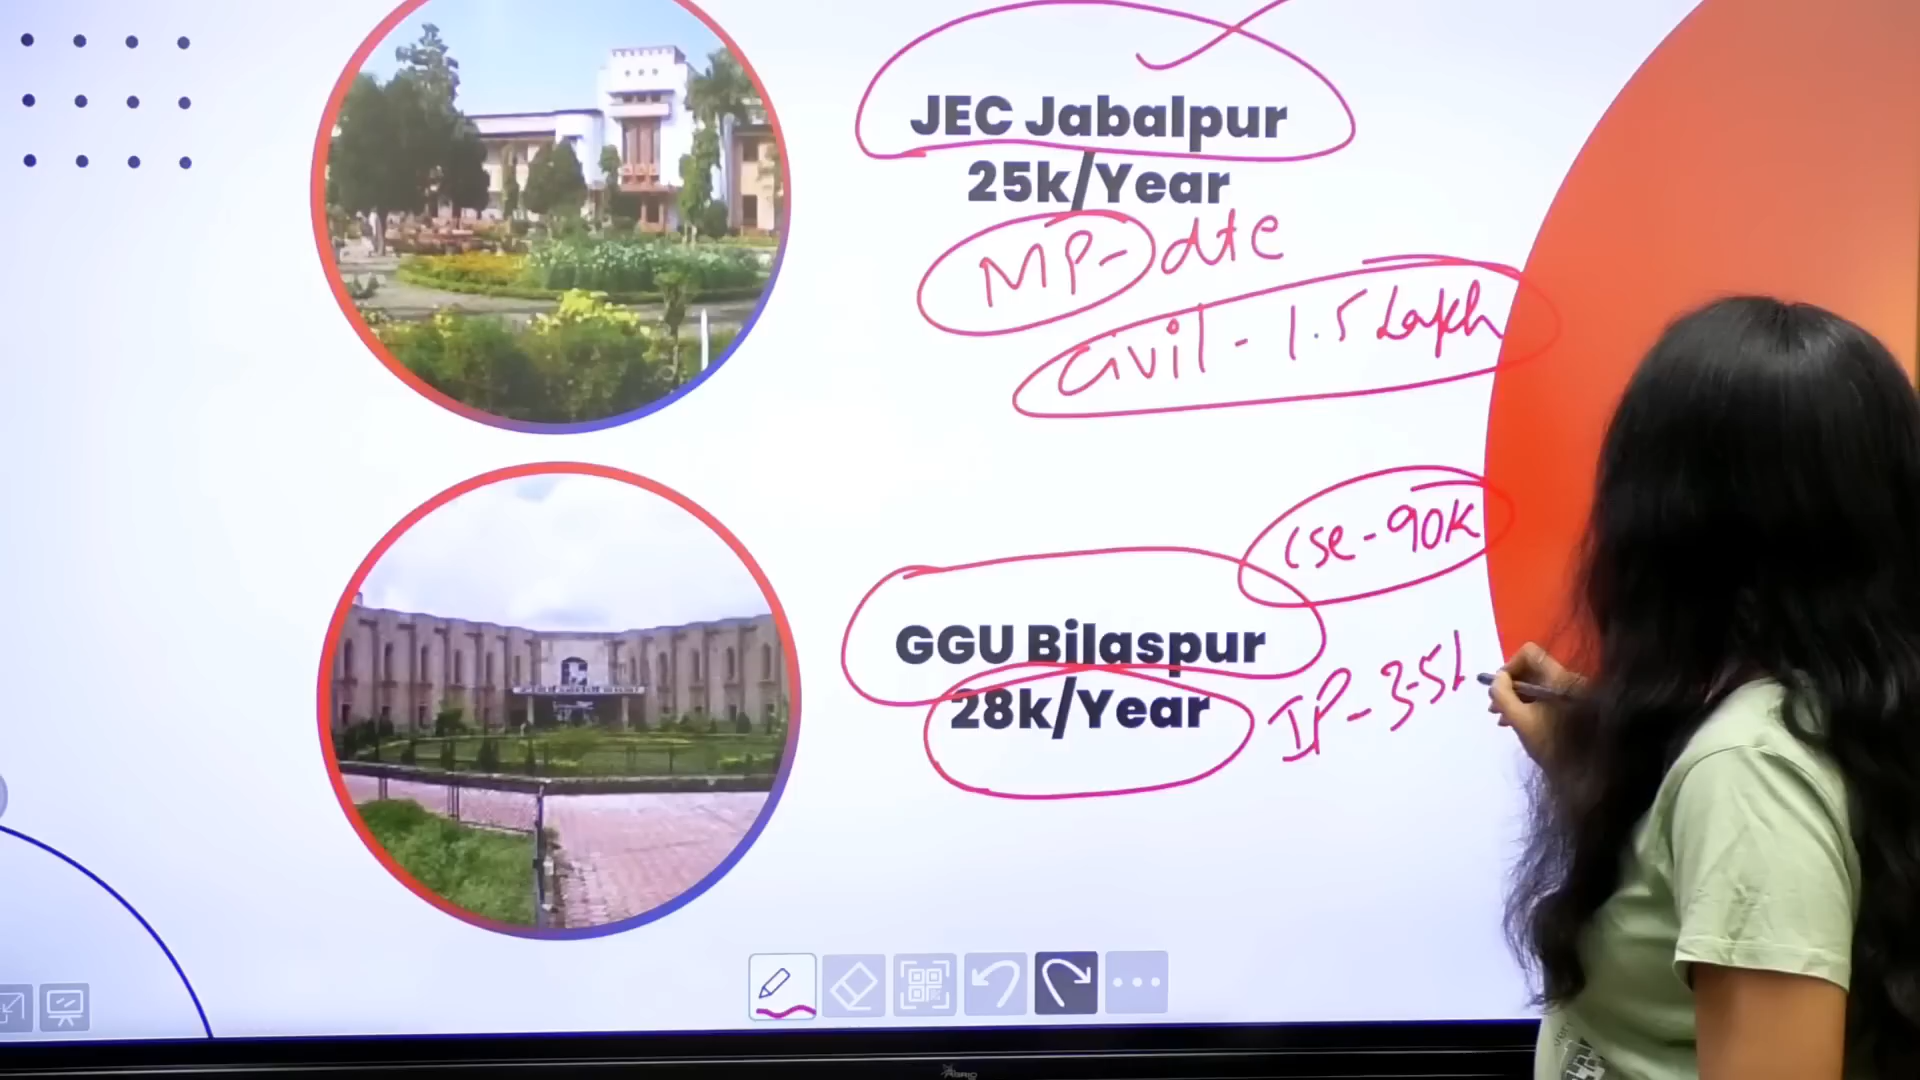 JEC Jabalpur
25k/Year
MP-dte
civil - 1.5 Lakh
cse-90k
GGU Bilaspur
28k/Year
IP-3.5l